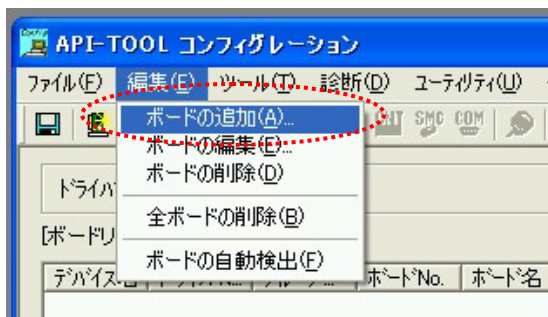 API-TOOL コンフィグレーション
ファイル(F) 編集(E) ツール(T) 診断(D) ユーティリティ(U)
ボードの追加(A)...
CNT SMC COM
ボードの編集(E)...
ボードの削除(D)
ドライバ
全ボードの削除(B)
[ボードリ
ボードの自動検出(F)
デバイス名 ボードNo. ボード名